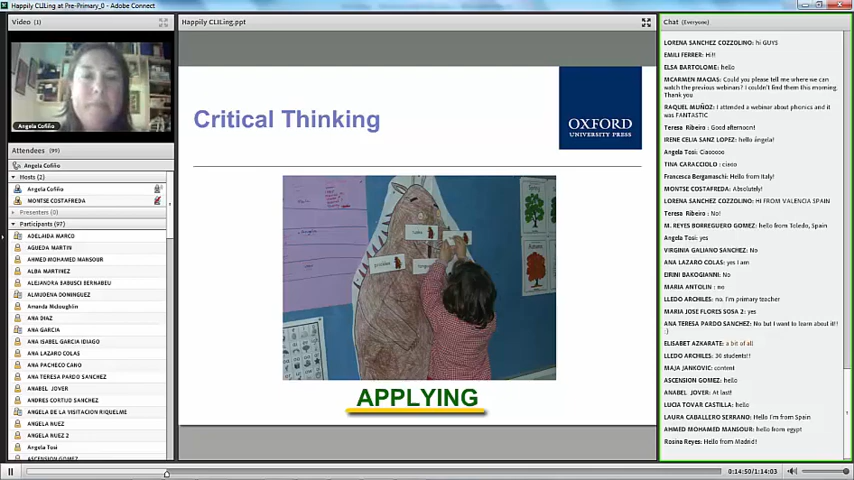 Happily CLILing at Pre-Primary_0 - Adobe Connect
Video (1)
Angela Cofiño
Attendees (99)
Angela Cofiño
Hosts (2)
Angela Cofiño
MONTSE COSTAFREDA
Presenters (0)
Participants (97)
ADELAIDA MARCO
AGUEDA MARTIN
AHMED MOHAMED MANSOUR
ALBA MARTINEZ
ALEJANDRA BABUSCI BERNABEU
ALMUDENA DOMINGUEZ
Amanda Mcloughlin
ANA DIAZ
ANA GARCIA
ANA ISABEL GARCIA IDIAGO
ANA LAZARO COLAS
ANA PACHECO CANO
ANA TERESA PARDO SANCHEZ
ANABEL JOVER
ANDRES CORTUD SANCHEZ
ANGELA DE LA VISITACION RIQUELME
ANGELA NUEZ
ANGELA NUEZ 2
Angela Tosi
ASCENSION GOMEZ
Happily CLILing.ppt
Critical Thinking
OXFORD
UNIVERSITY PRESS
APPLYING
Chat (Everyone)
LORENA SANCHEZ COZZOLINO: hi GUYS
EMILI FERRER: Hi!!
ELSA BARTOLOME: hello
MCARMEN MACIAS: Could you please tell me where we can
watch the previous webinars? I couldn't find them this morning.
Thank you
RAQUEL MUÑOZ: I attended a webinar about phonics and it
was FANTASTIC
Teresa Ribeiro: Good afternoon!
IRENE CELIA SANZ LOPEZ: hello ángela!
Angela Tosi: Ciaoooo
TINA CARACCIOLO: ciaoo
Francesca Bergamaschi: Hello from Italy!
MONTSE COSTAFREDA: Absolutely!
LORENA SANCHEZ COZZOLINO: HI FROM VALENCIA SPAIN
Teresa Ribeiro: No!
M. REYES BORREGUERO GOMEZ: hello from Toledo, Spain
Angela Tosi: yes
VIRGINIA GALIANO SANCHEZ: No
ANA LAZARO COLAS: yes I am
EIRINI BAKOGIANNI: No
MARIA ANTOLIN: no
LLEDO ARCHILES: no. I'm primary teacher
MARIA JOSE FLORES SOSA 2: yes
ANA TERESA PARDO SANCHEZ: No but I want to learn about it!!
:)
ELISABET AZKARATE: a bit of all
LLEDO ARCHILES: 30 students!!
MAJA JANKOVIC: content
ASCENSION GOMEZ: hello
ANABEL JOVER: At last!!
LUCIA TOVAR CASTILLA: hello
LAURA CABALLERO SERRANO: Hello I'm from Spain
AHMED MOHAMED MANSOUR: hello from egypt
Rosina Reyes: Hello from Madrid!!
0:14:50/1:14:03